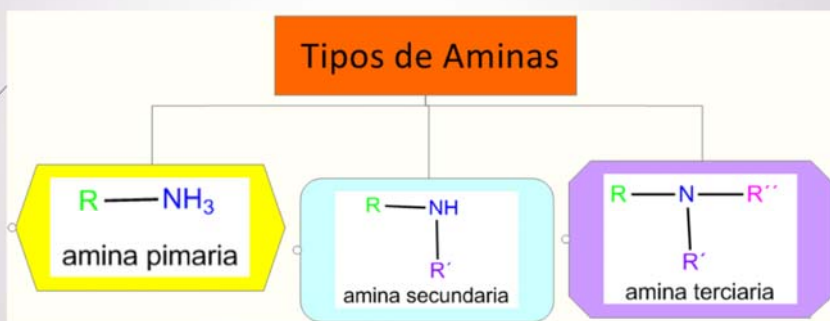 Tipos de Aminas
R—NH₃
amina pimaria
R—NH
R´
amina secundaria
R—N—R´´
R´
amina terciaria